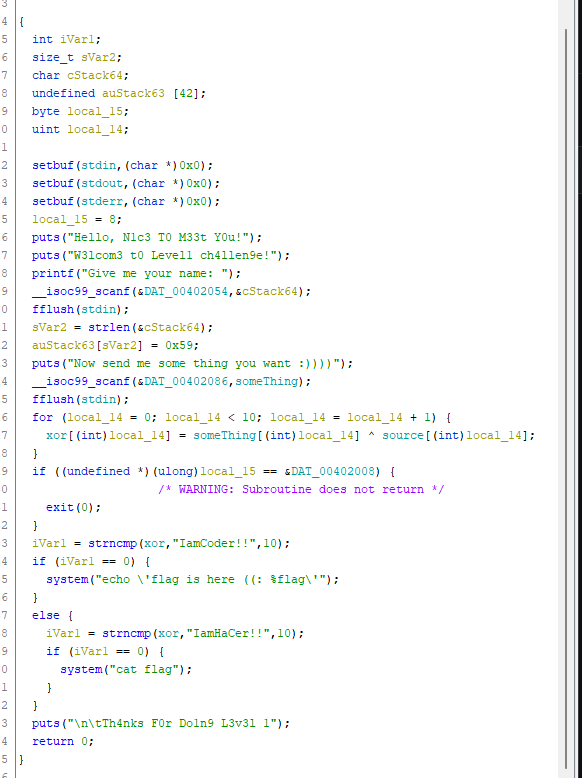 3
4 {
5 int iVar1;
6 size_t sVar2;
7 char cStack64;
8 undefined auStack63 [42];
9 byte local_15;
0 uint local_14;
1
2 setbuf(stdin,(char *)0x0);
3 setbuf(stdout,(char *)0x0);
4 setbuf(stderr,(char *)0x0);
5 local_15 = 8;
6 puts("Hello, N1c3 T0 M33t Y0u!");
7 puts("W3lcom3 t0 Level1 ch4llen9e!");
8 printf("Give me your name: ");
9 __isoc99_scanf(&DAT_00402054,&cStack64);
0 fflush(stdin);
1 sVar2 = strlen(&cStack64);
2 auStack63[sVar2] = 0x59;
3 puts("Now send me some thing you want :))))");
4 __isoc99_scanf(&DAT_00402086,someThing);
5 fflush(stdin);
6 for (local_14 = 0; local_14 < 10; local_14 = local_14 + 1) {
7 xor[(int)local_14] = someThing[(int)local_14] ^ source[(int)local_14];
8 }
9 if ((undefined *)(ulong)local_15 == &DAT_00402008) {
0 /* WARNING: Subroutine does not return */
1 exit(0);
2 }
3 iVar1 = strncmp(xor,"IamCoder!!",10);
4 if (iVar1 == 0) {
5 system("echo \'flag is here ((: %flag\'");
6 }
7 else {
8 iVar1 = strncmp(xor,"IamHaCer!!",10);
9 if (iVar1 == 0) {
0 system("cat flag");
1 }
2 }
3 puts("\n\tTh4nks F0r Do1n9 L3v3l 1");
4 return 0;
5 }